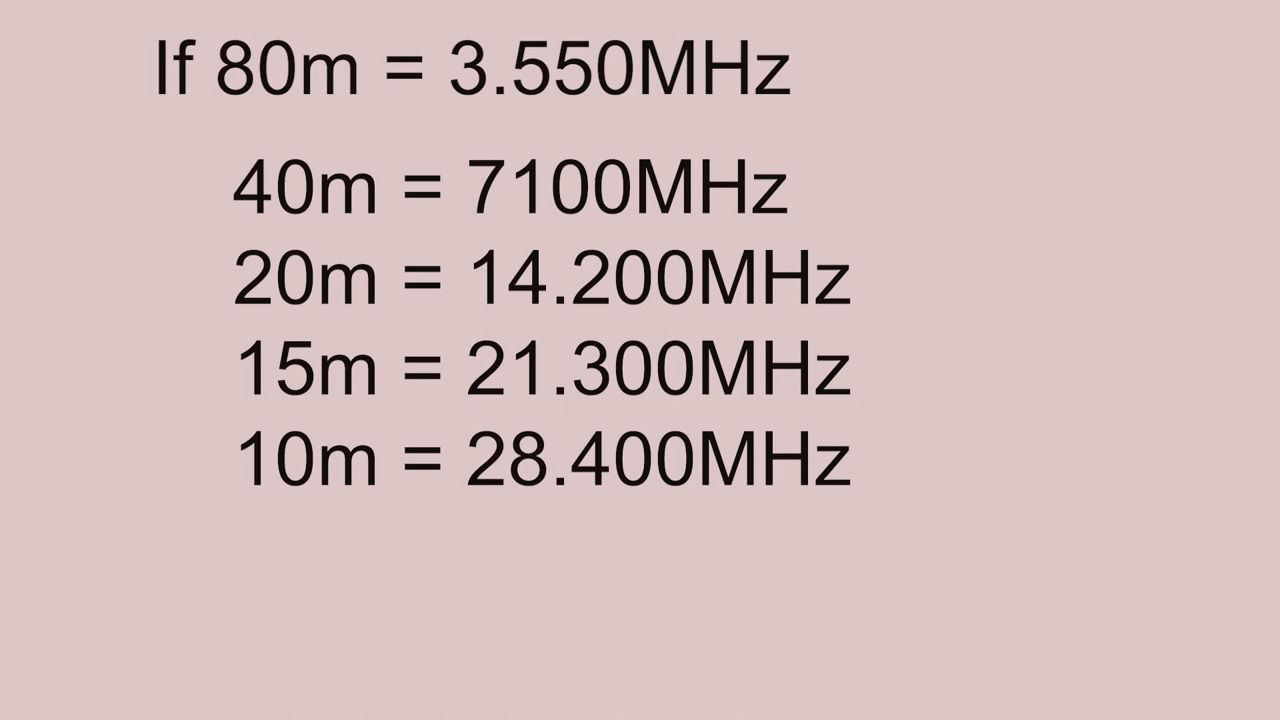 If 80m = 3.550MHz
40m = 7100MHz
20m = 14.200MHz
15m = 21.300MHz
10m = 28.400MHz